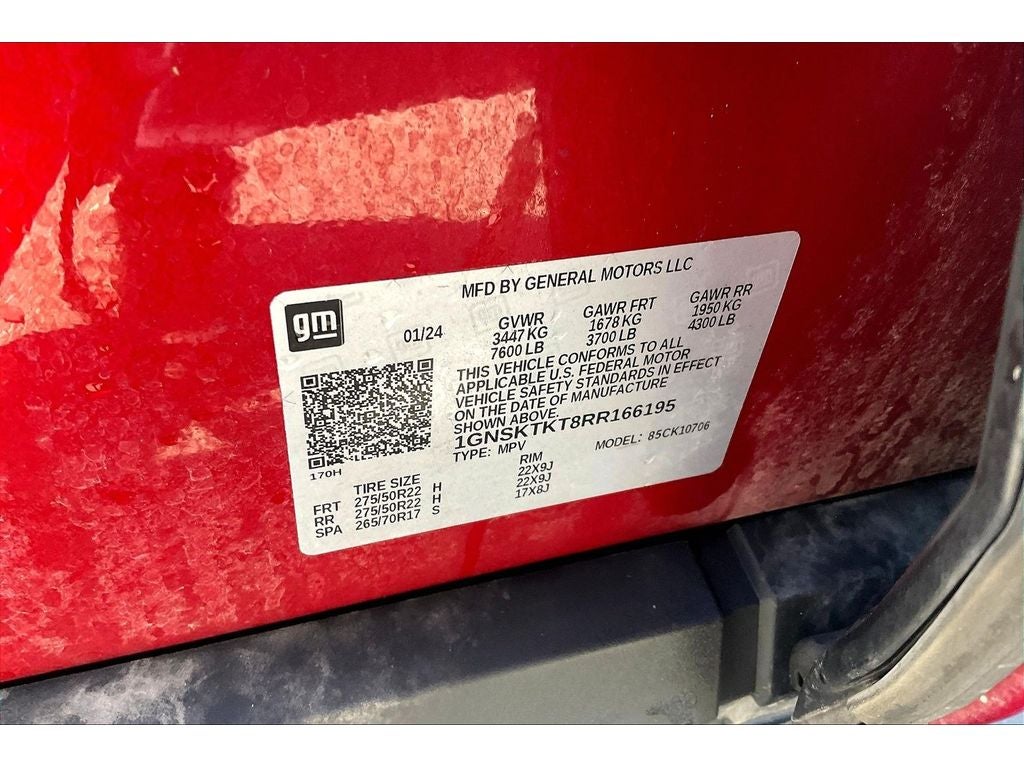 MFD BY GENERAL MOTORS LLC
gm
01/24
GVWR GAWR FRT GAWR RR
3447 KG 1678 KG 1950 KG
7600 LB 3700 LB 4300 LB
THIS VEHICLE CONFORMS TO ALL
APPLICABLE U.S. FEDERAL MOTOR
VEHICLE SAFETY STANDARDS IN EFFECT
ON THE DATE OF MANUFACTURE
SHOWN ABOVE.
1GNSKTKT8RR166195
TYPE: MPV MODEL: 85CK10706
170H
TIRE SIZE RIM
FRT 275/50R22 H 22X9J
RR 275/50R22 H 22X9J
SPA 265/70R17 S 17X8J